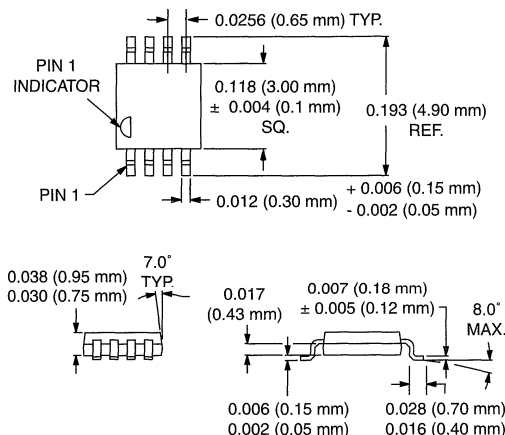 0.0256 (0.65 mm) TYP.
PIN 1
INDICATOR
0.118 (3.00 mm)
± 0.004 (0.1 mm)
SQ.
0.193 (4.90 mm)
REF.
PIN 1
0.012 (0.30 mm)
+ 0.006 (0.15 mm)
- 0.002 (0.05 mm)
7.0°
TYP.
0.038 (0.95 mm)
0.030 (0.75 mm)
0.017
(0.43 mm)
0.007 (0.18 mm)
± 0.005 (0.12 mm)
8.0°
MAX.
0.006 (0.15 mm)
0.002 (0.05 mm)
0.028 (0.70 mm)
0.016 (0.40 mm)